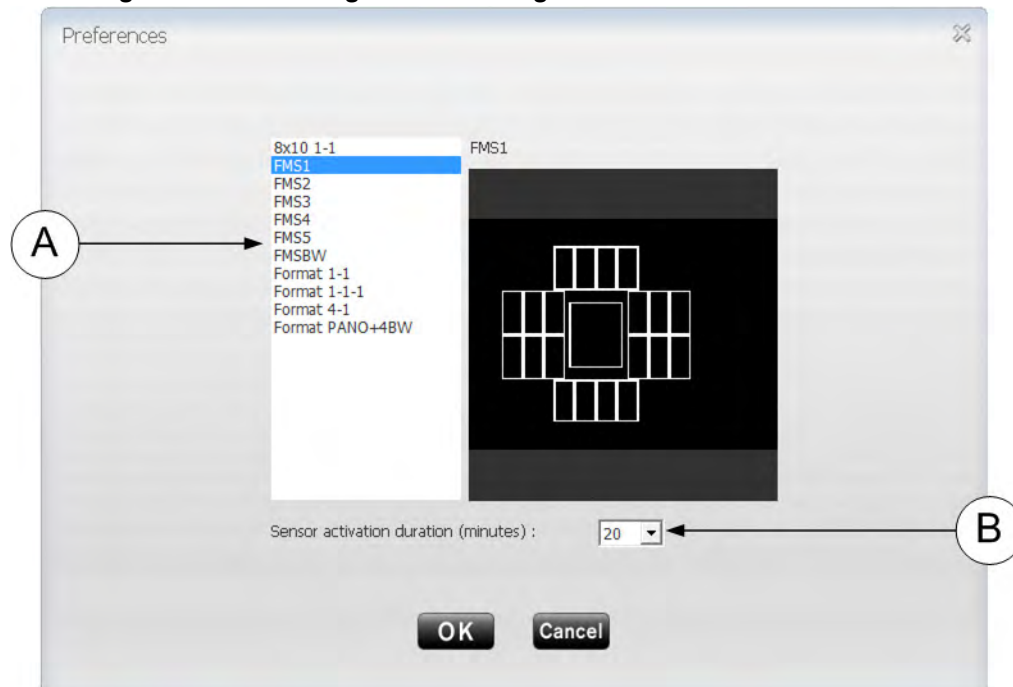 Preferences
8x10 1-1
FMS1
FMS1
FMS2
FMS3
FMS4
FMS5
FMSBW
Format 1-1
Format 1-1-1
Format 4-1
Format PANO+4BW
A
Sensor activation duration (minutes) :
20
B
OK
Cancel